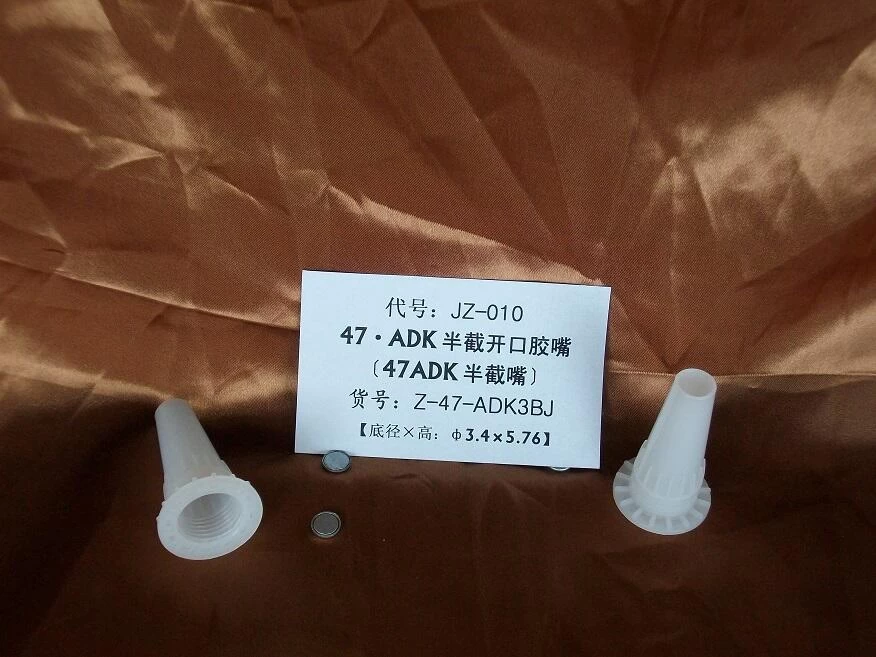 代号：JZ-010
47·ADK半截开口胶嘴
〔47ADK半截嘴〕
货号：Z-47-ADK3BJ
【底径×高：φ3.4×5.76】